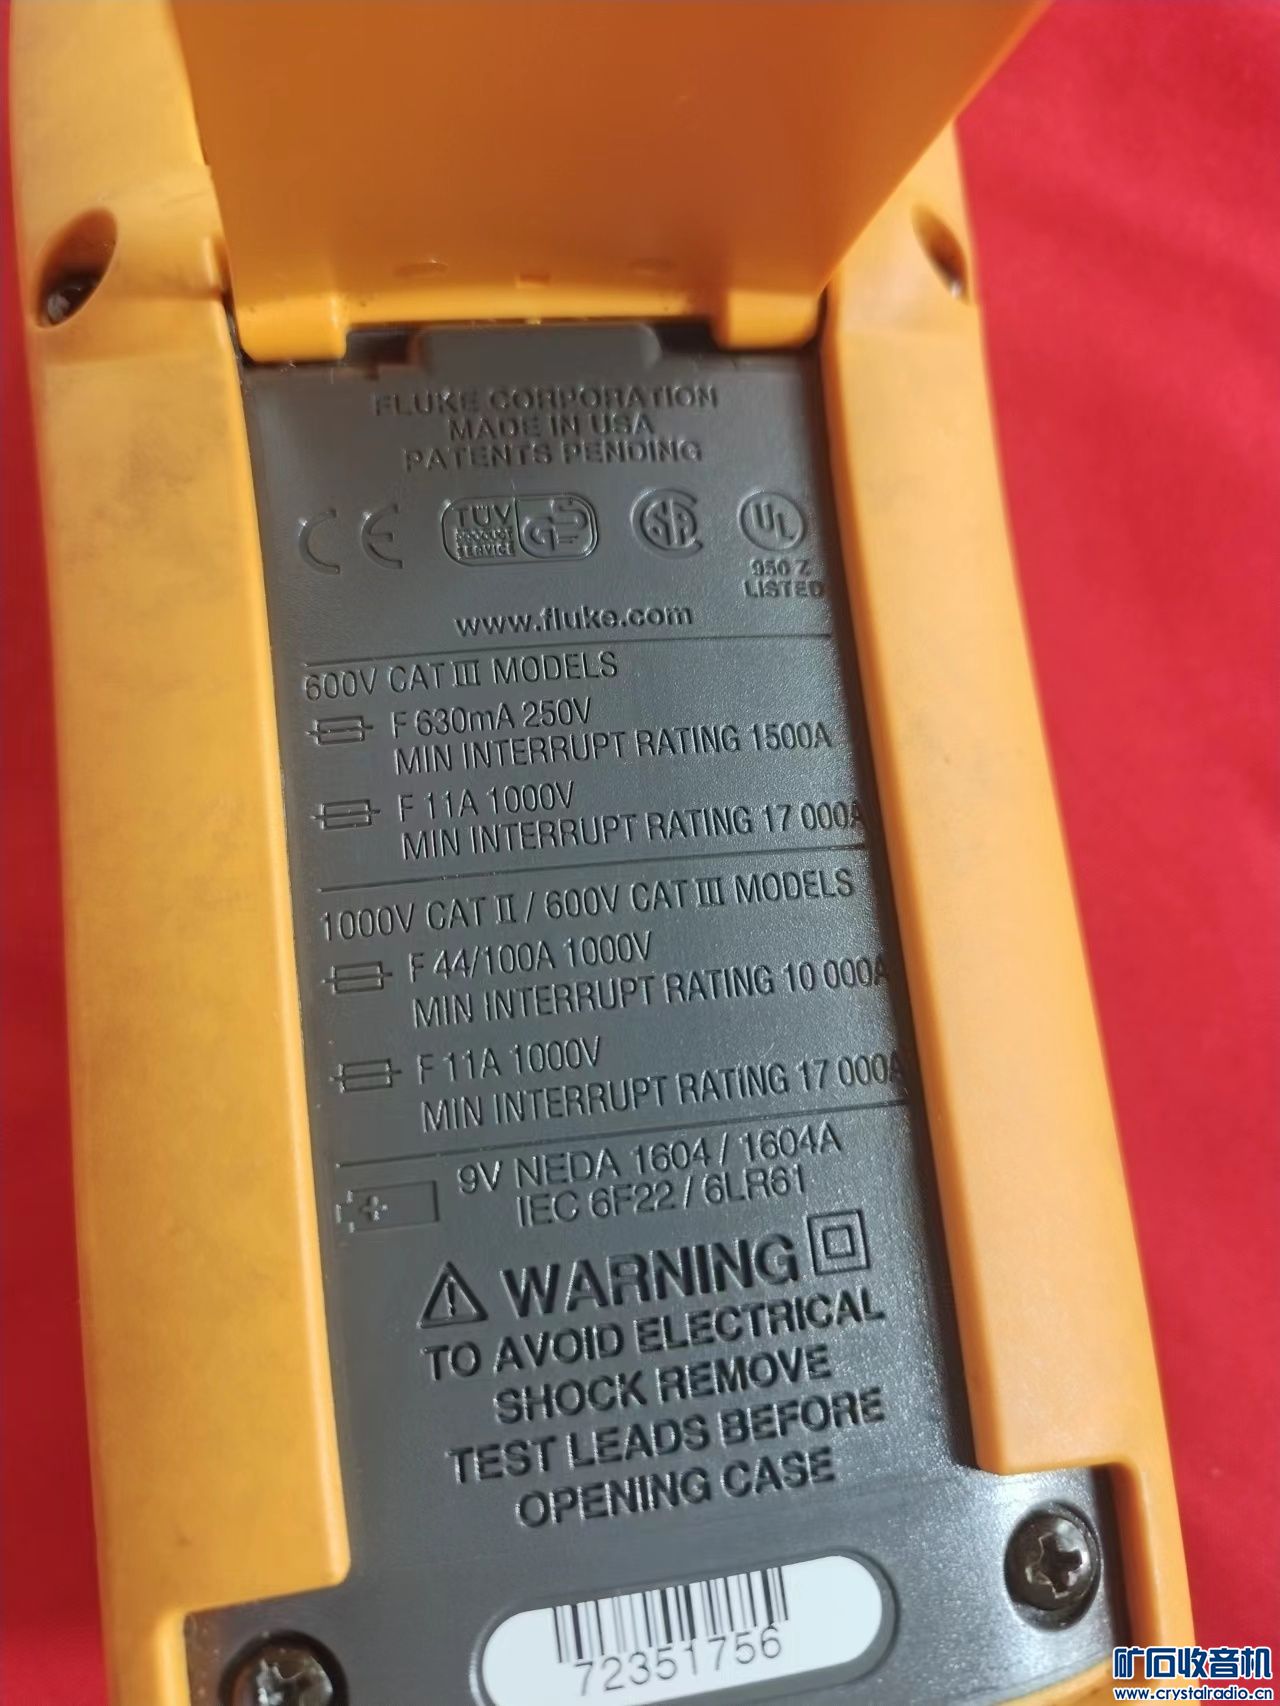 FLUKE CORPORATION
MADE IN USA
PATENTS PENDING
CE
TÜV
PRODUCT
SERVICE
GS
SA
UL
950 Z
LISTED
www.fluke.com
600V CAT III MODELS
F 630mA 250V
MIN INTERRUPT RATING 1500A
F 11A 1000V
MIN INTERRUPT RATING 17 000A
1000V CAT II / 600V CAT III MODELS
F 44/100A 1000V
MIN INTERRUPT RATING 10 000A
F 11A 1000V
MIN INTERRUPT RATING 17 000A
9V NEDA 1604 / 1604A
IEC 6F22 / 6LR61
WARNING
TO AVOID ELECTRICAL
SHOCK REMOVE
TEST LEADS BEFORE
OPENING CASE
72351756
矿石收音机
www.crystalradio.cn